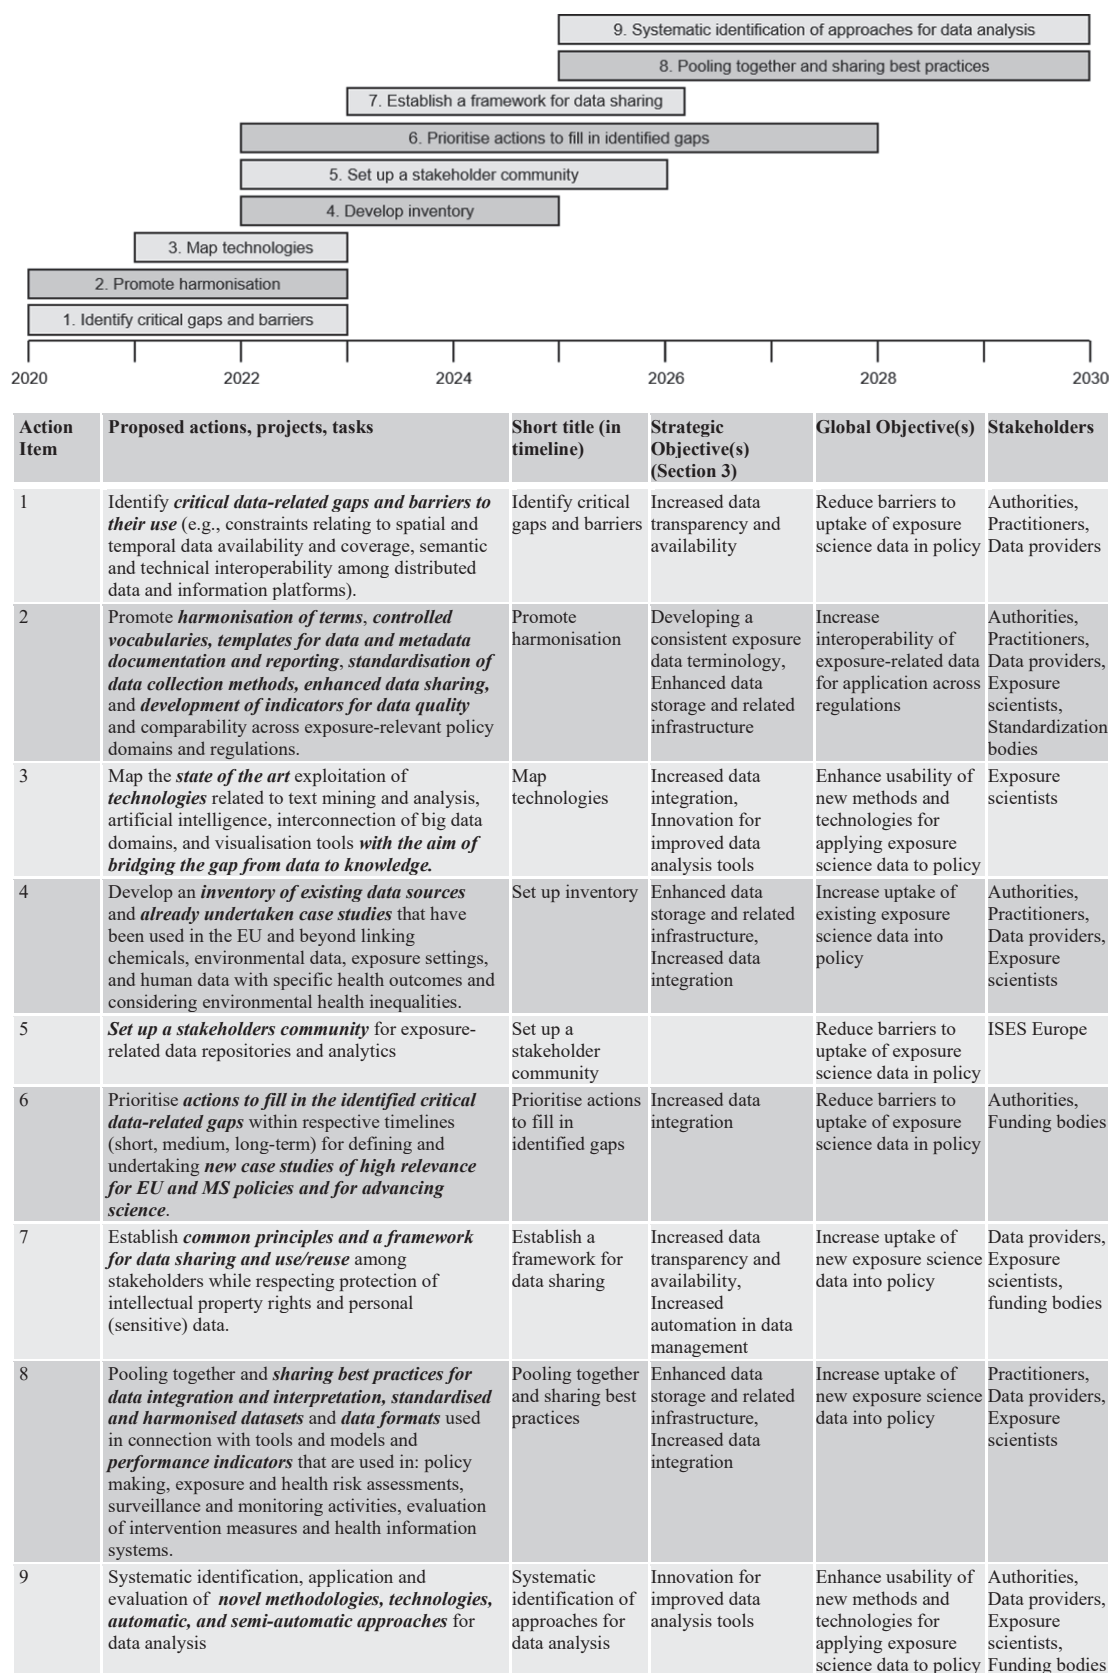 9. Systematic identification of approaches for data analysis
8. Pooling together and sharing best practices
7. Establish a framework for data sharing
6. Prioritise actions to fill in identified gaps
5. Set up a stakeholder community
4. Develop inventory
3. Map technologies
2. Promote harmonisation
1. Identify critical gaps and barriers
2020 2022 2024 2026 2028 2030
Action
Item
Proposed actions, projects, tasks
Short title (in
timeline)
Strategic
Objective(s)
(Section 3)
Global Objective(s)
Stakeholders
1
Identify critical data-related gaps and barriers to
their use (e.g., constraints relating to spatial and
temporal data availability and coverage, semantic
and technical interoperability among distributed
data and information platforms).
Identify critical
gaps and barriers
Increased data
transparency and
availability
Reduce barriers to
uptake of exposure
science data in policy
Authorities,
Practitioners,
Data providers
2
Promote harmonisation of terms, controlled
vocabularies, templates for data and metadata
documentation and reporting, standardisation of
data collection methods, enhanced data sharing,
and development of indicators for data quality
and comparability across exposure-relevant policy
domains and regulations.
Promote
harmonisation
Developing a
consistent exposure
data terminology,
Enhanced data
storage and related
infrastructure
Increase
interoperability of
exposure-related data
for application across
regulations
Authorities,
Practitioners,
Data providers,
Exposure
scientists,
Standardization
bodies
3
Map the state of the art exploitation of
technologies related to text mining and analysis,
artificial intelligence, interconnection of big data
domains, and visualisation tools with the aim of
bridging the gap from data to knowledge.
Map
technologies
Increased data
integration,
Innovation for
improved data
analysis tools
Enhance usability of
new methods and
technologies for
applying exposure
science data to policy
Exposure
scientists
4
Develop an inventory of existing data sources
and already undertaken case studies that have
been used in the EU and beyond linking
chemicals, environmental data, exposure settings,
and human data with specific health outcomes and
considering environmental health inequalities.
Set up inventory
Enhanced data
storage and related
infrastructure,
Increased data
integration
Increase uptake of
existing exposure
science data into
policy
Authorities,
Practitioners,
Data providers,
Exposure
scientists
5
Set up a stakeholders community for exposure-
related data repositories and analytics
Set up a
stakeholder
community
Reduce barriers to
uptake of exposure
science data in policy
ISES Europe
6
Prioritise actions to fill in the identified critical
data-related gaps within respective timelines
(short, medium, long-term) for defining and
undertaking new case studies of high relevance
for EU and MS policies and for advancing
science.
Prioritise actions
to fill in
identified gaps
Increased data
integration
Reduce barriers to
uptake of exposure
science data in policy
Authorities,
Funding bodies
7
Establish common principles and a framework
for data sharing and use/reuse among
stakeholders while respecting protection of
intellectual property rights and personal
(sensitive) data.
Establish a
framework for
data sharing
Increased data
transparency and
availability,
Increased
automation in data
management
Increase uptake of
new exposure science
data into policy
Data providers,
Exposure
scientists,
funding bodies
8
Pooling together and sharing best practices for
data integration and interpretation, standardised
and harmonised datasets and data formats used
in connection with tools and models and
performance indicators that are used in: policy
making, exposure and health risk assessments,
surveillance and monitoring activities, evaluation
of intervention measures and health information
systems.
Pooling together
and sharing best
practices
Enhanced data
storage and related
infrastructure,
Increased data
integration
Increase uptake of
new exposure science
data into policy
Practitioners,
Data providers,
Exposure
scientists
9
Systematic identification, application and
evaluation of novel methodologies, technologies,
automatic, and semi-automatic approaches for
data analysis
Systematic
identification of
approaches for
data analysis
Innovation for
improved data
analysis tools
Enhance usability of
new methods and
technologies for
applying exposure
science data to policy
Authorities,
Data providers,
Exposure
scientists,
Funding bodies